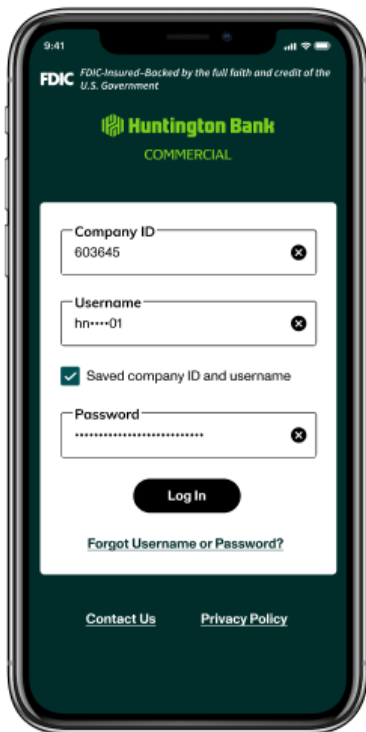 9:41
FDIC FDIC-Insured-Backed by the full faith and credit of the
U.S. Government
Huntington Bank
COMMERCIAL
Company ID
603645
Username
hn····01
Saved company ID and username
Password
···························
Log In
Forgot Username or Password?
Contact Us Privacy Policy